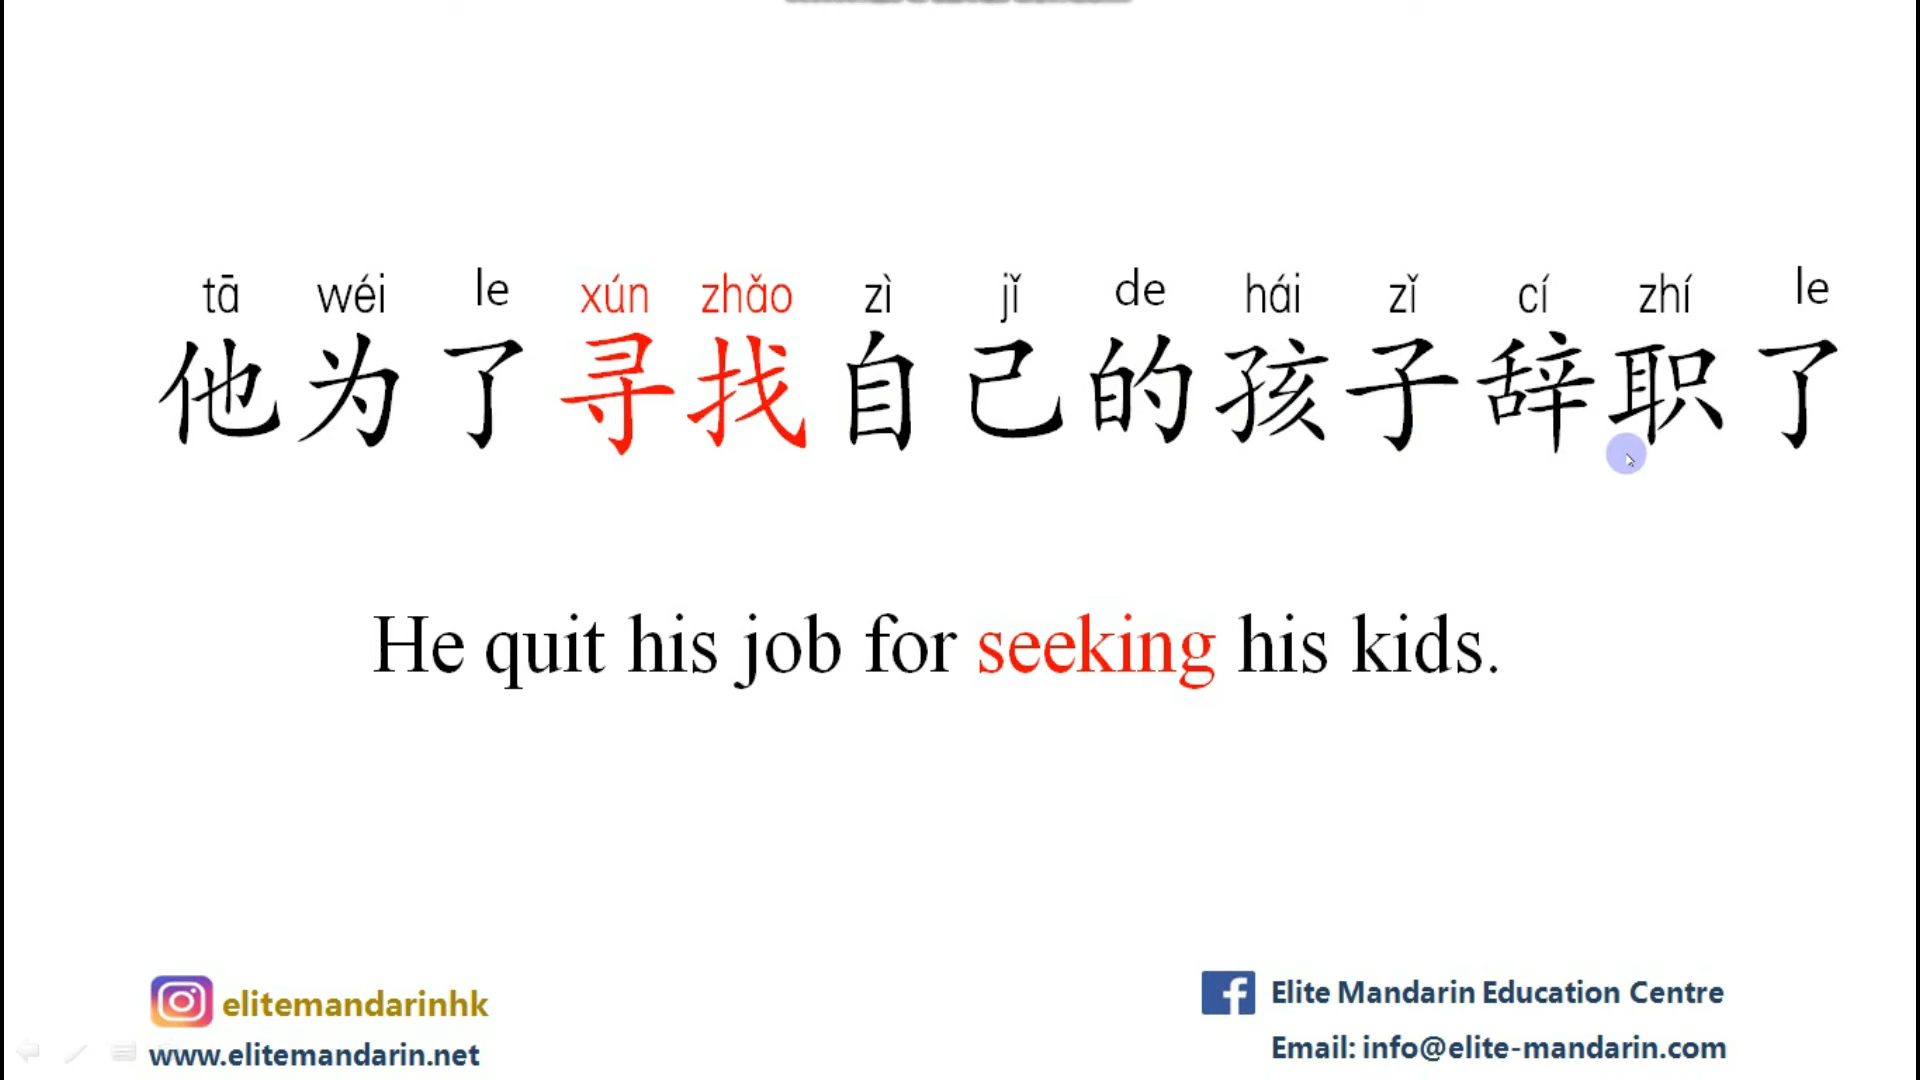 tā wéi le xún zhǎo zì jǐ de hái zǐ cí zhí le
他为了寻找自己的孩子辞职了
He quit his job for seeking his kids.
elitemandarinhk
www.elitemandarin.net
Elite Mandarin Education Centre
Email: info@elite-mandarin.com